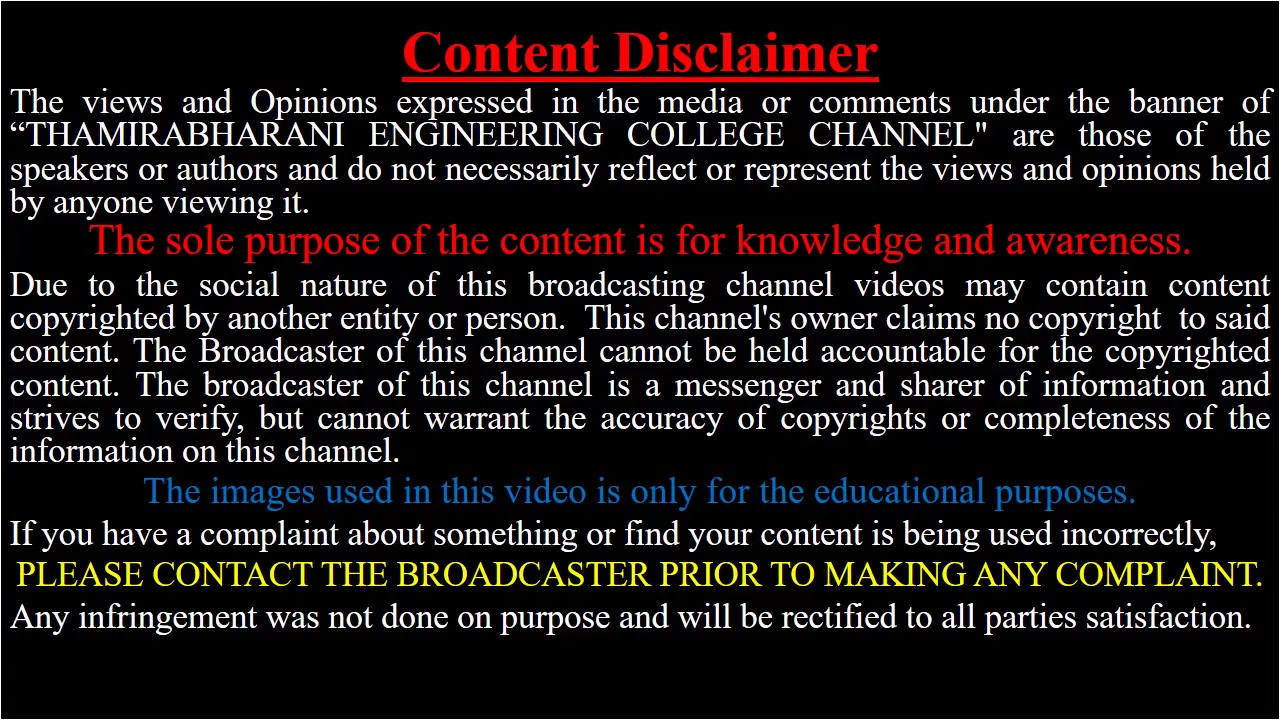 Content Disclaimer
The views and Opinions expressed in the media or comments under the banner of
“THAMIRABHARANI ENGINEERING COLLEGE CHANNEL" are those of the
speakers or authors and do not necessarily reflect or represent the views and opinions held
by anyone viewing it.
The sole purpose of the content is for knowledge and awareness.
Due to the social nature of this broadcasting channel videos may contain content
copyrighted by another entity or person.  This channel's owner claims no copyright  to said
content. The Broadcaster of this channel cannot be held accountable for the copyrighted
content. The broadcaster of this channel is a messenger and sharer of information and
strives to verify, but cannot warrant the accuracy of copyrights or completeness of the
information on this channel.
The images used in this video is only for the educational purposes.
If you have a complaint about something or find your content is being used incorrectly,
PLEASE CONTACT THE BROADCASTER PRIOR TO MAKING ANY COMPLAINT.
Any infringement was not done on purpose and will be rectified to all parties satisfaction.